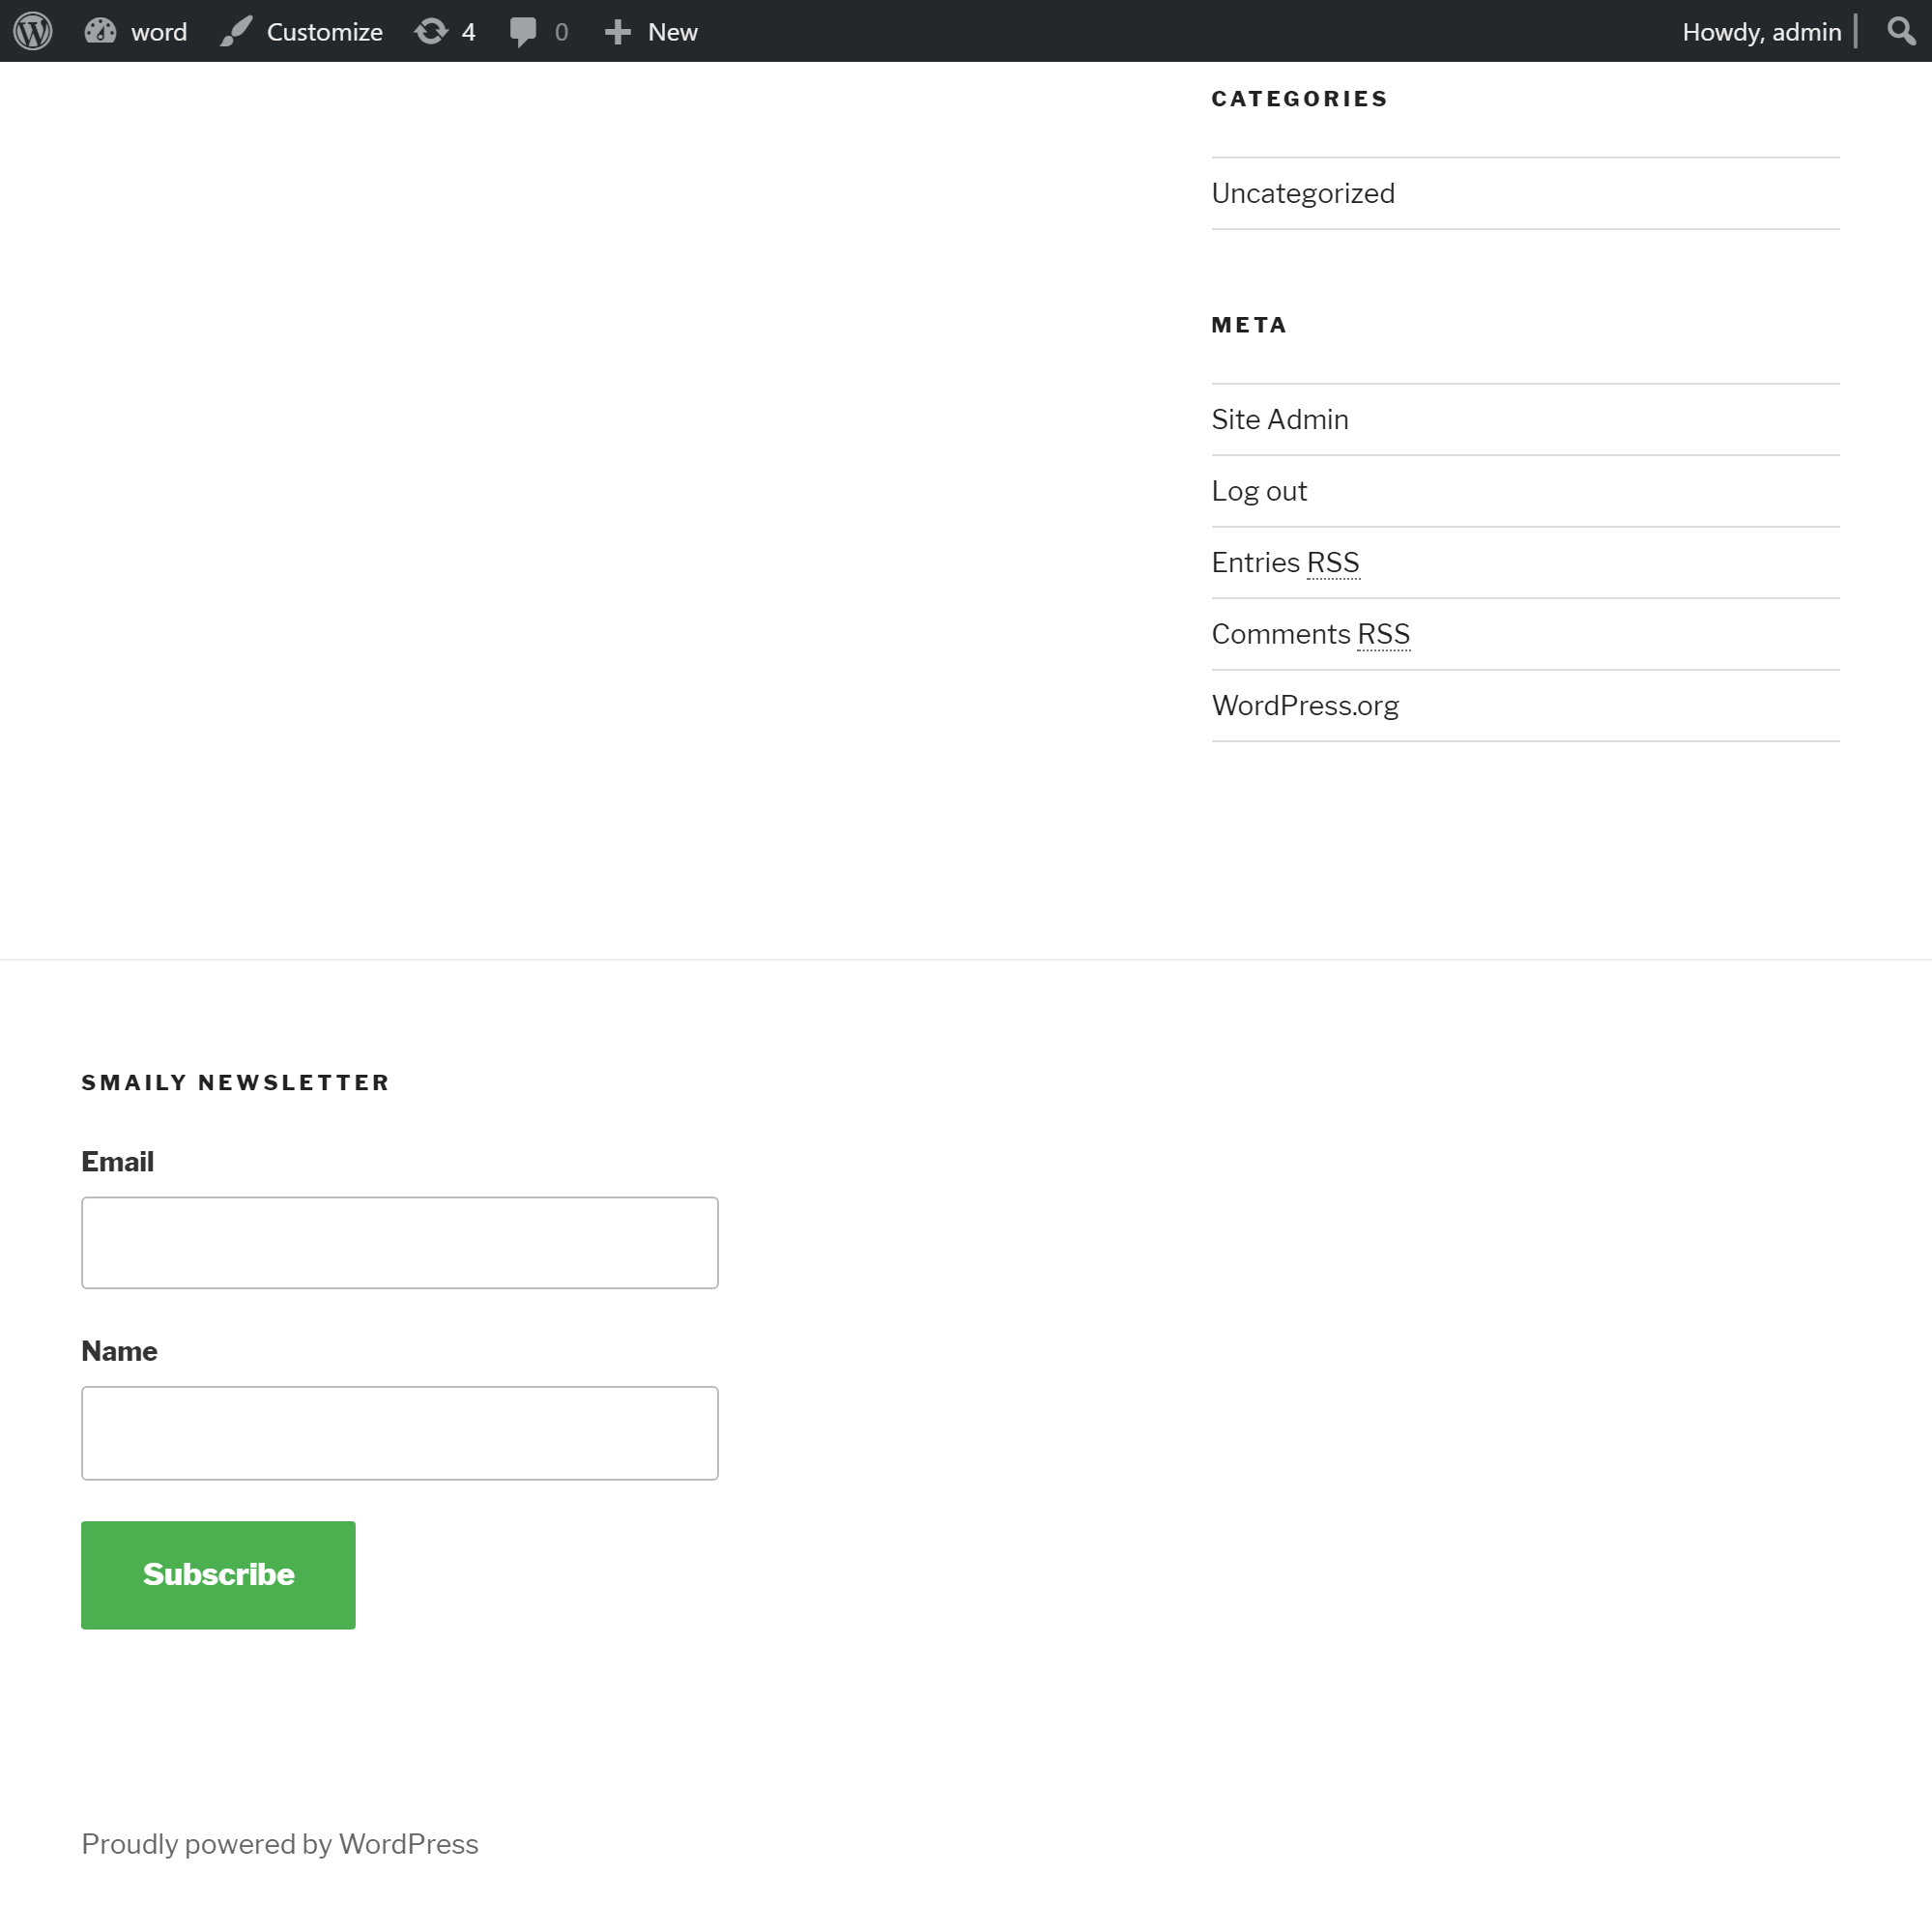 word Customize 4 0 New Howdy, admin
CATEGORIES
Uncategorized
META
Site Admin
Log out
Entries RSS
Comments RSS
WordPress.org
SMAILY NEWSLETTER
Email
Name
Subscribe
Proudly powered by WordPress